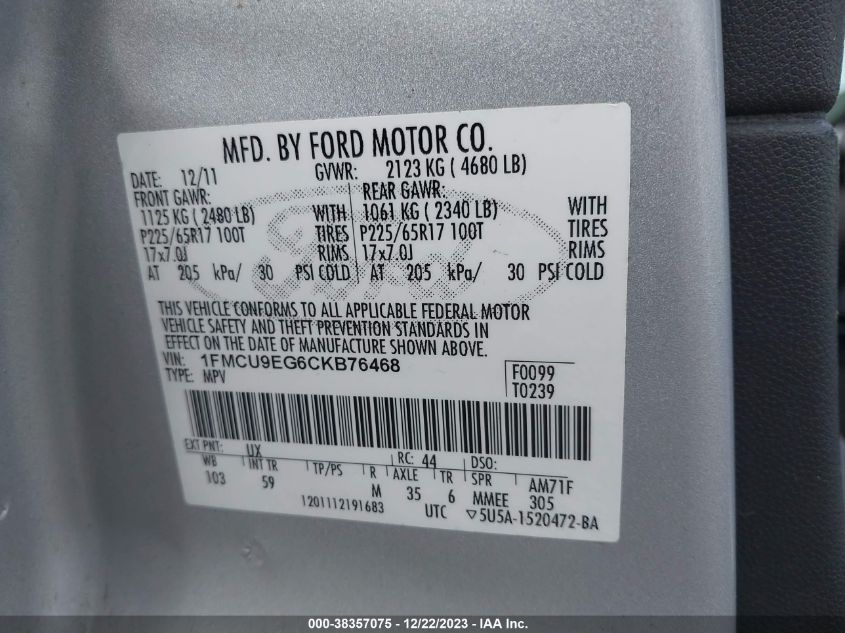 MFD. BY FORD MOTOR CO.
DATE: 12/11 GVWR: 2123 KG ( 4680 LB)
FRONT GAWR: REAR GAWR:
1125 KG ( 2480 LB) WITH 1061 KG ( 2340 LB) WITH
P225/65R17 100T TIRES P225/65R17 100T TIRES
17x7.0J RIMS 17x7.0J RIMS
AT 205 kPa/ 30 PSI COLD AT 205 kPa/ 30 PSI COLD
Ford
THIS VEHICLE CONFORMS TO ALL APPLICABLE FEDERAL MOTOR
VEHICLE SAFETY AND THEFT PREVENTION STANDARDS IN
EFFECT ON THE DATE OF MANUFACTURE SHOWN ABOVE.
VIN: 1FMCU9EG6CKB76468
TYPE: MPV
F0099
T0239
EXT PNT: UX RC: 44 DSO:
WB INT TR TP/PS R AXLE TR SPR AM71F
103 59 M 35 6 MMEE 305
1201112191683 UTC ▽5U5A-1520472-BA
000-38357075 - 12/22/2023 - IAA Inc.